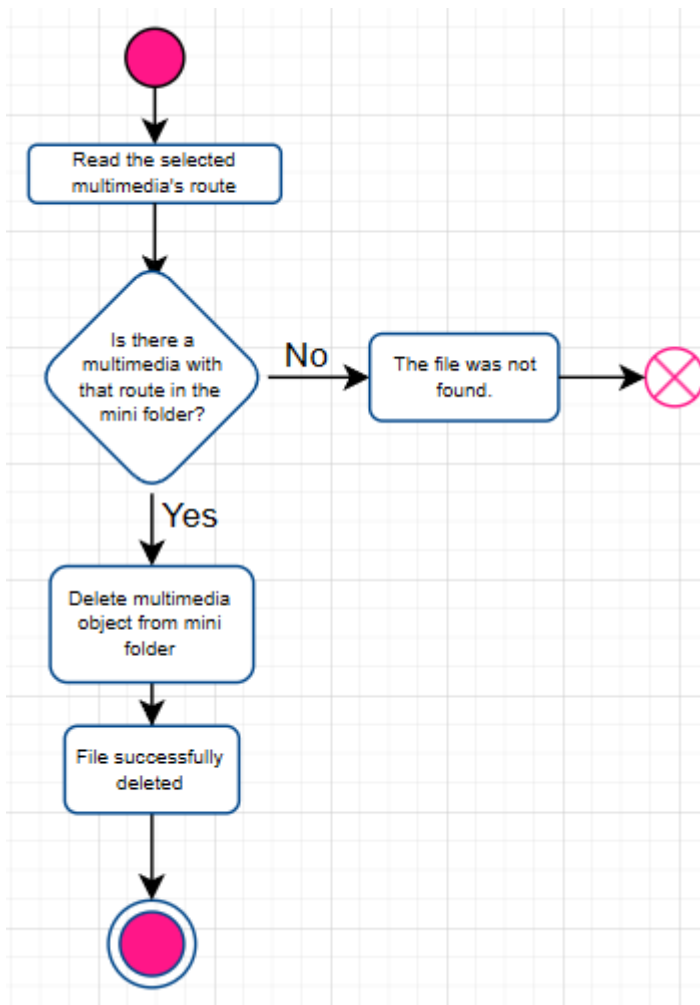 Read the selected
multimedia's route
Is there a
multimedia with
that route in the
mini folder?
No
The file was not
found.
Yes
Delete multimedia
object from mini
folder
File successfully
deleted